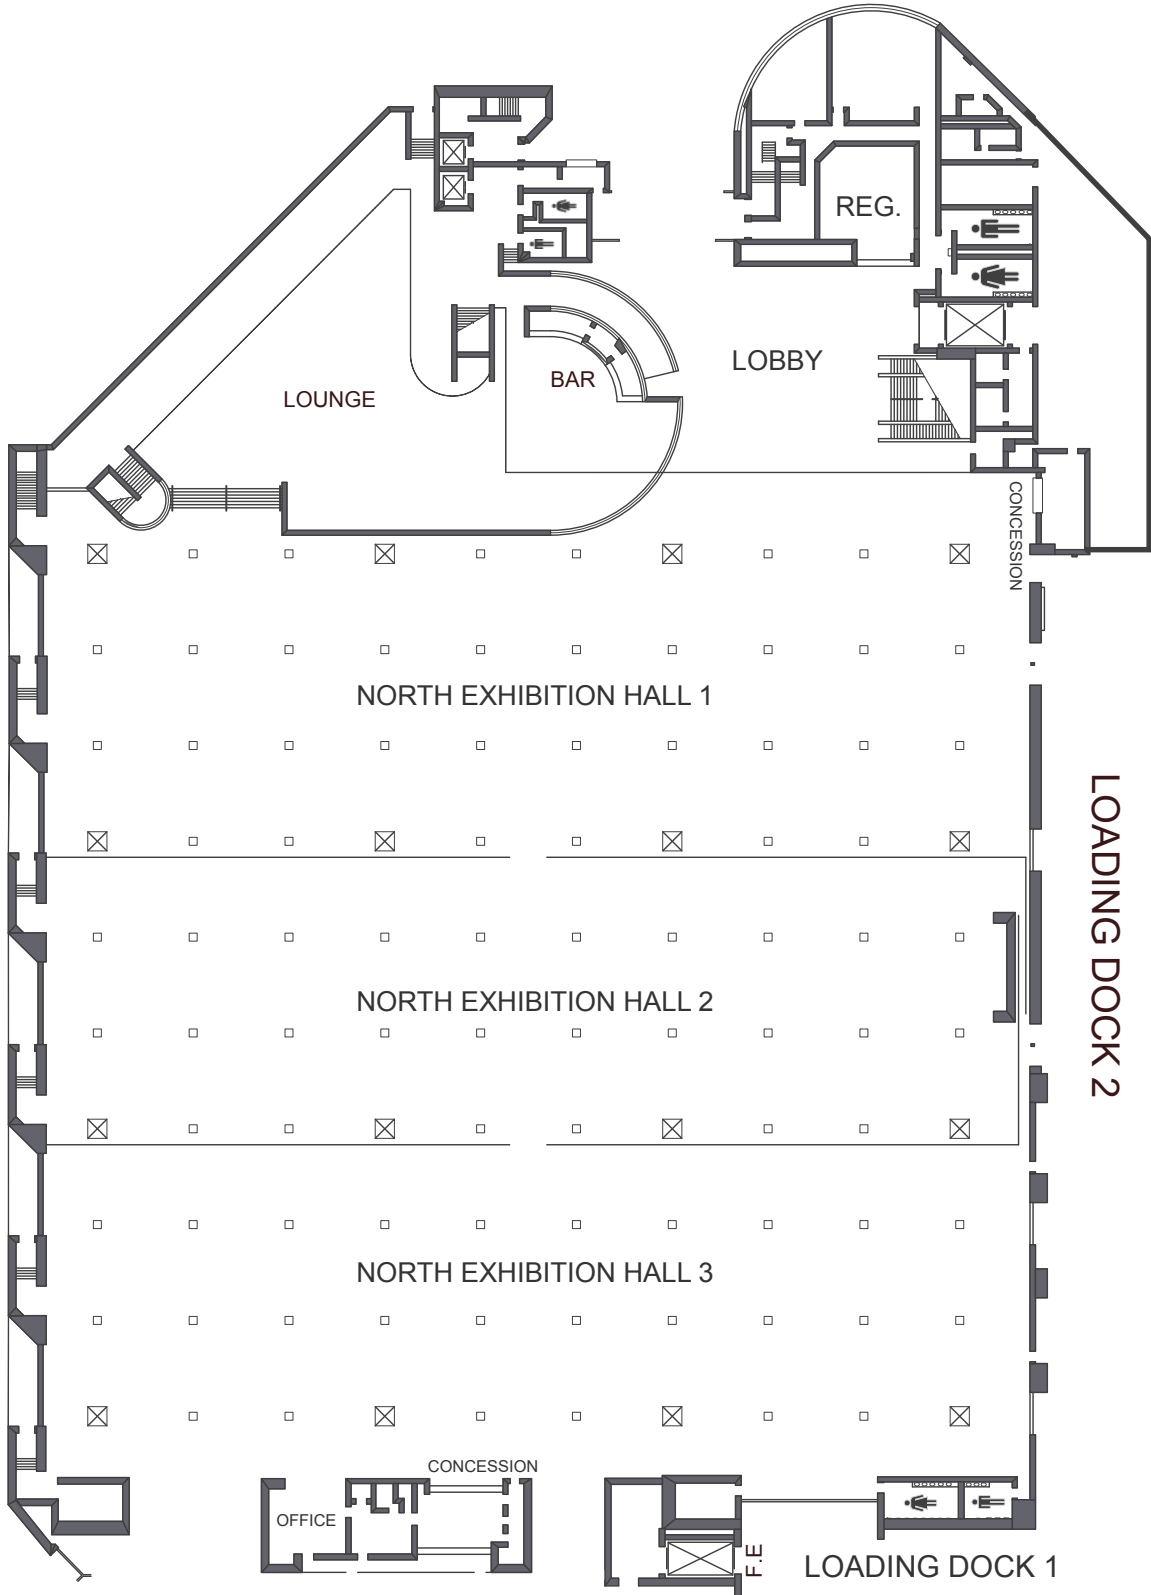 REG.
LOBBY
BAR
LOUNGE
CONCESSION
NORTH EXHIBITION HALL 1
LOADING DOCK 2
NORTH EXHIBITION HALL 2
NORTH EXHIBITION HALL 3
CONCESSION
OFFICE
F.E
LOADING DOCK 1